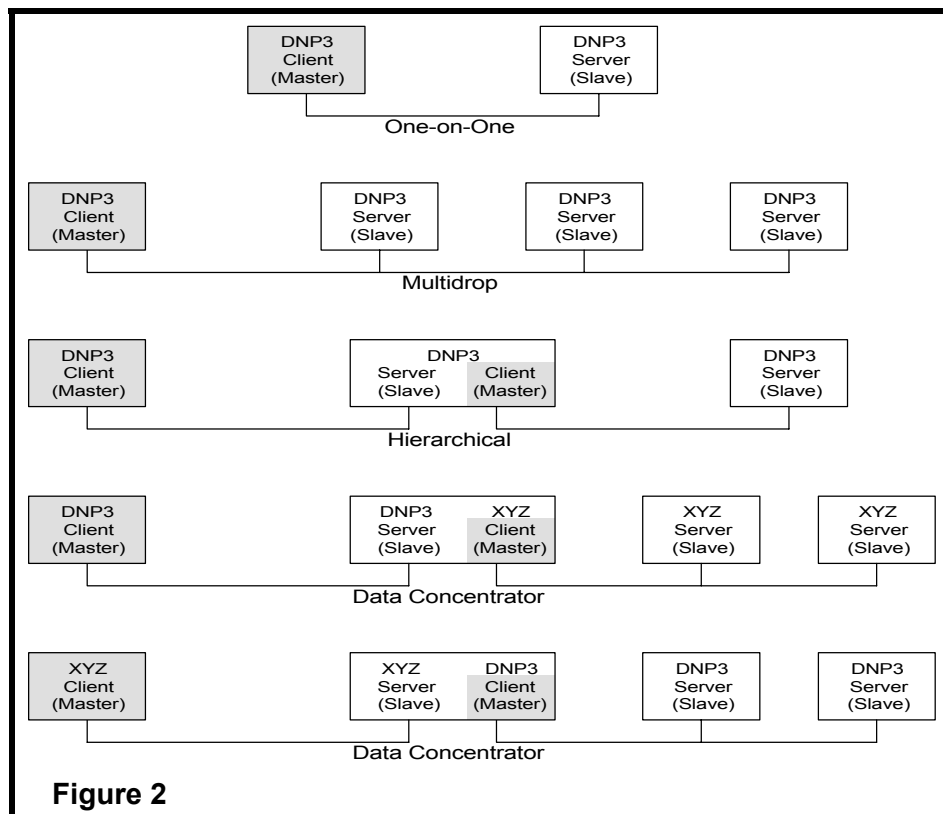 DNP3
Client
(Master)
DNP3
Server
(Slave)
One-on-One
DNP3
Client
(Master)
DNP3
Server
(Slave)
DNP3
Server
(Slave)
DNP3
Server
(Slave)
Multidrop
DNP3
Client
(Master)
DNP3
Server
(Slave)
Client
(Master)
DNP3
Server
(Slave)
Hierarchical
DNP3
Client
(Master)
DNP3
Server
(Slave)
XYZ
Client
(Master)
XYZ
Server
(Slave)
XYZ
Server
(Slave)
Data Concentrator
XYZ
Client
(Master)
XYZ
Server
(Slave)
DNP3
Client
(Master)
DNP3
Server
(Slave)
DNP3
Server
(Slave)
Data Concentrator
Figure 2